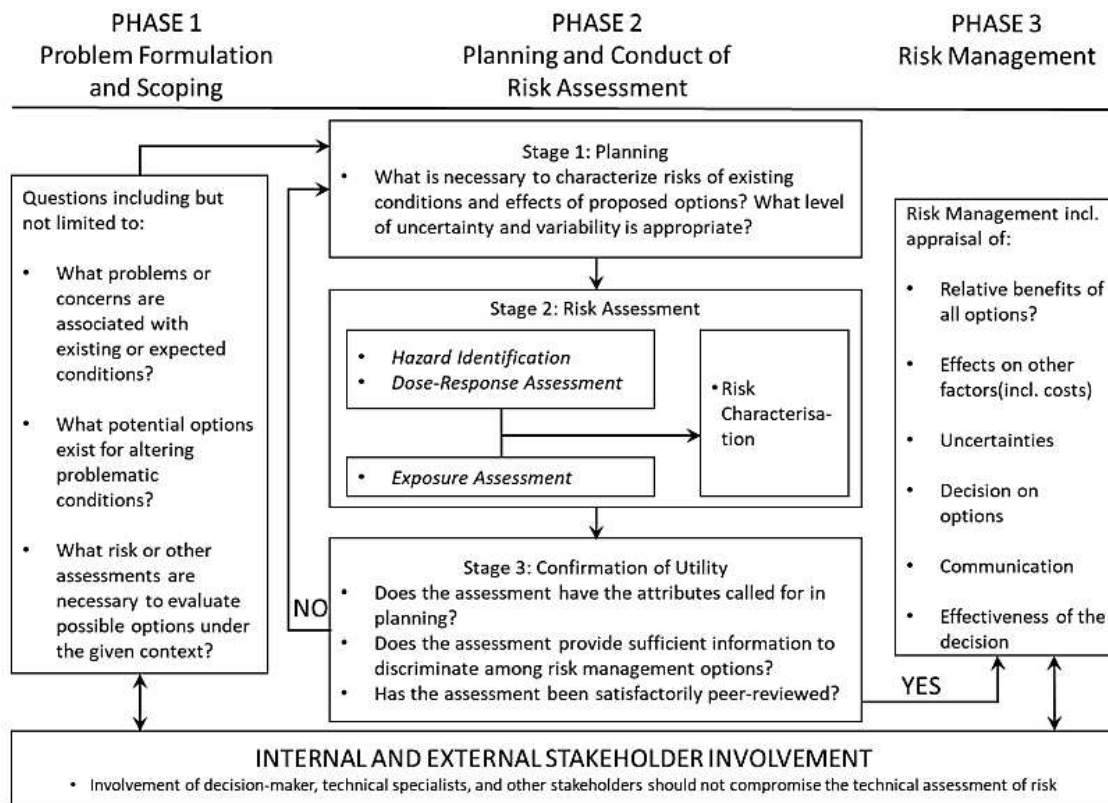 PHASE 1
Problem Formulation
and Scoping
PHASE 2
Planning and Conduct of
Risk Assessment
PHASE 3
Risk Management
Questions including but
not limited to:
• What problems or
concerns are
associated with
existing or expected
conditions?
• What potential options
exist for altering
problematic
conditions?
• What risk or other
assessments are
necessary to evaluate
possible options under
the given context?
Stage 1: Planning
• What is necessary to characterize risks of existing
conditions and effects of proposed options? What level
of uncertainty and variability is appropriate?
Stage 2: Risk Assessment
• Hazard Identification
• Dose-Response Assessment
• Exposure Assessment
• Risk
Characterisa-
tion
Stage 3: Confirmation of Utility
• Does the assessment have the attributes called for in
planning?
• Does the assessment provide sufficient information to
discriminate among risk management options?
• Has the assessment been satisfactorily peer-reviewed?
NO
YES
Risk Management incl.
appraisal of:
• Relative benefits of
all options?
• Effects on other
factors(incl. costs)
• Uncertainties
• Decision on
options
• Communication
• Effectiveness of the
decision
INTERNAL AND EXTERNAL STAKEHOLDER INVOLVEMENT
• Involvement of decision-maker, technical specialists, and other stakeholders should not compromise the technical assessment of risk